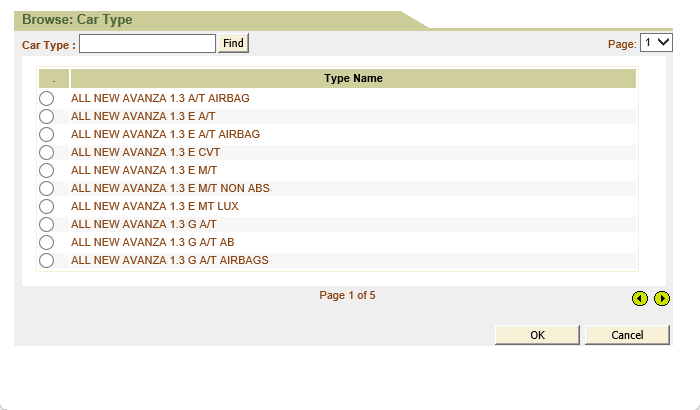 Browse: Car Type
Car Type : Find Page: 1
. Type Name
ALL NEW AVANZA 1.3 A/T AIRBAG
ALL NEW AVANZA 1.3 E A/T
ALL NEW AVANZA 1.3 E A/T AIRBAG
ALL NEW AVANZA 1.3 E CVT
ALL NEW AVANZA 1.3 E M/T
ALL NEW AVANZA 1.3 E M/T NON ABS
ALL NEW AVANZA 1.3 E MT LUX
ALL NEW AVANZA 1.3 G A/T
ALL NEW AVANZA 1.3 G A/T AB
ALL NEW AVANZA 1.3 G A/T AIRBAGS
Page 1 of 5
OK Cancel